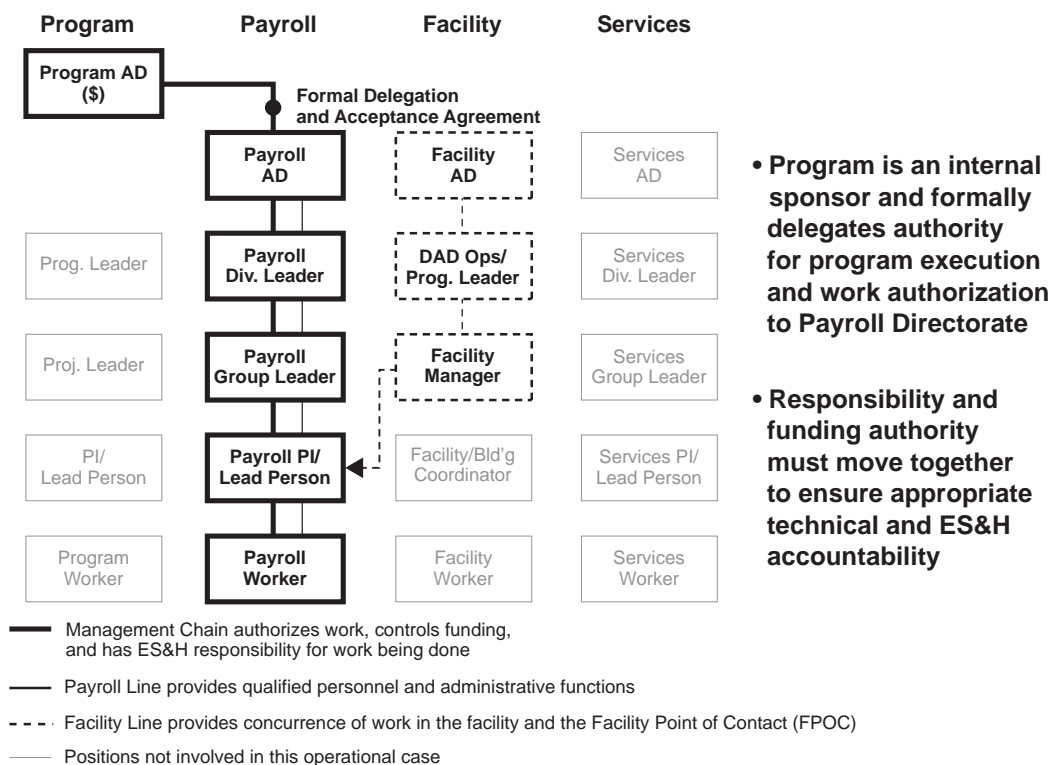 Program
Payroll
Facility
Services
Program AD
($)
Formal Delegation
and Acceptance Agreement
Payroll
AD
Facility
AD
Services
AD
Prog. Leader
Payroll
Div. Leader
DAD Ops/
Prog. Leader
Services
Div. Leader
Proj. Leader
Payroll
Group Leader
Facility
Manager
Services
Group Leader
PI/
Lead Person
Payroll PI/
Lead Person
Facility/Bld'g
Coordinator
Services PI/
Lead Person
Program
Worker
Payroll
Worker
Facility
Worker
Services
Worker
• Program is an internal
sponsor and formally
delegates authority
for program execution
and work authorization
to Payroll Directorate
• Responsibility and
funding authority
must move together
to ensure appropriate
technical and ES&H
accountability
Management Chain authorizes work, controls funding,
and has ES&H responsibility for work being done
Payroll Line provides qualified personnel and administrative functions
Facility Line provides concurrence of work in the facility and the Facility Point of Contact (FPOC)
Positions not involved in this operational case